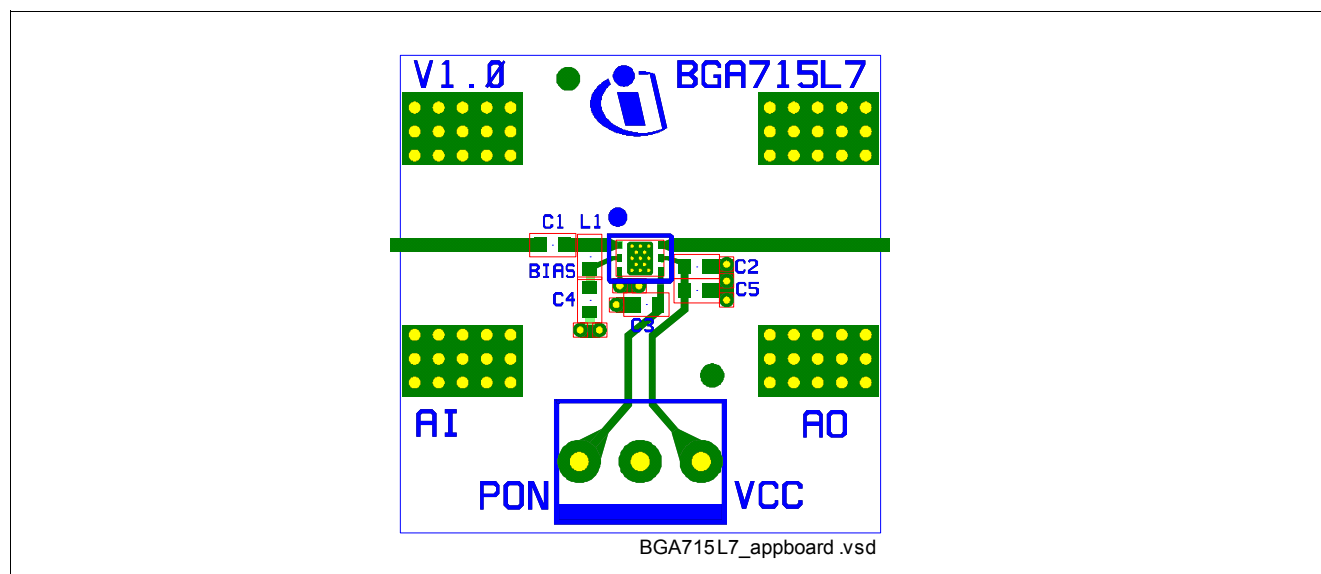 V1.0 BGA715L7
C1 L1
BIAS C2
C4 C5
C3
AI AO
PON VCC
BGA715L7_appboard .vsd